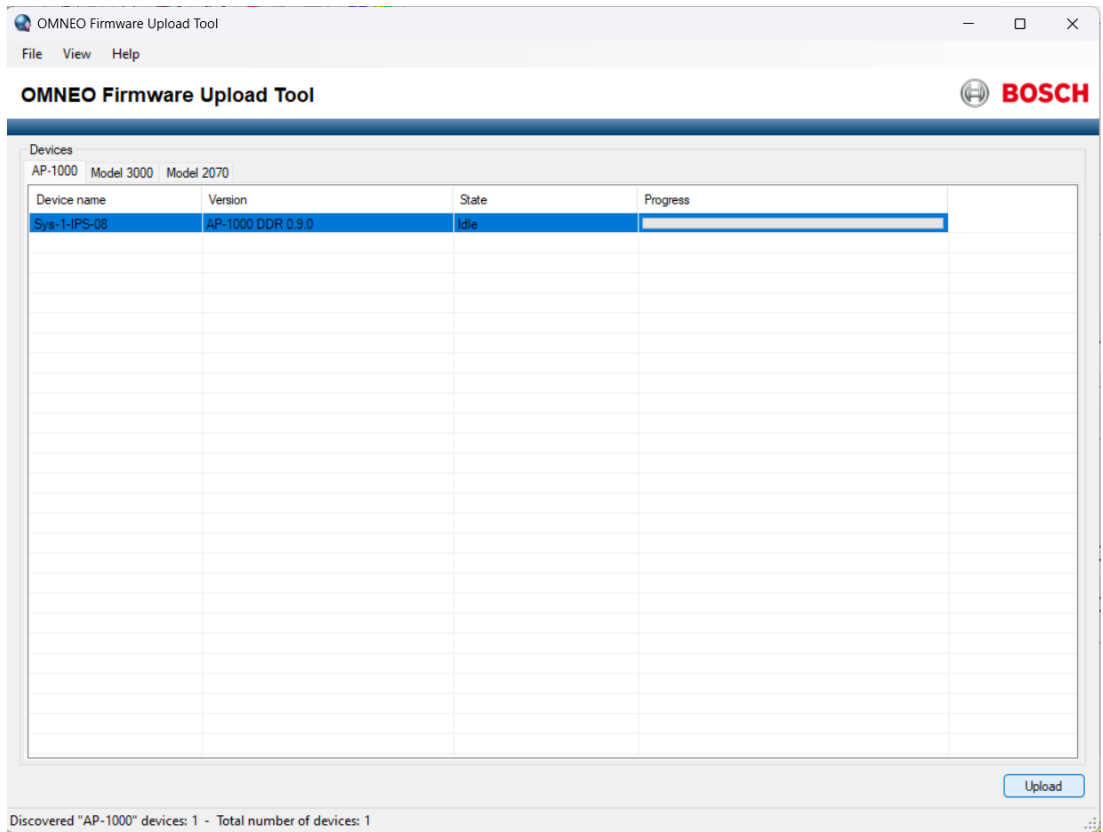 OMNEO Firmware Upload Tool
File View Help
OMNEO Firmware Upload Tool
BOSCH
Devices
AP-1000 Model 3000 Model 2070
Device name Version State Progress
Sys-1-IPS-08 AP-1000 DDR 0.9.0 Idle
Upload
Discovered "AP-1000" devices: 1 - Total number of devices: 1